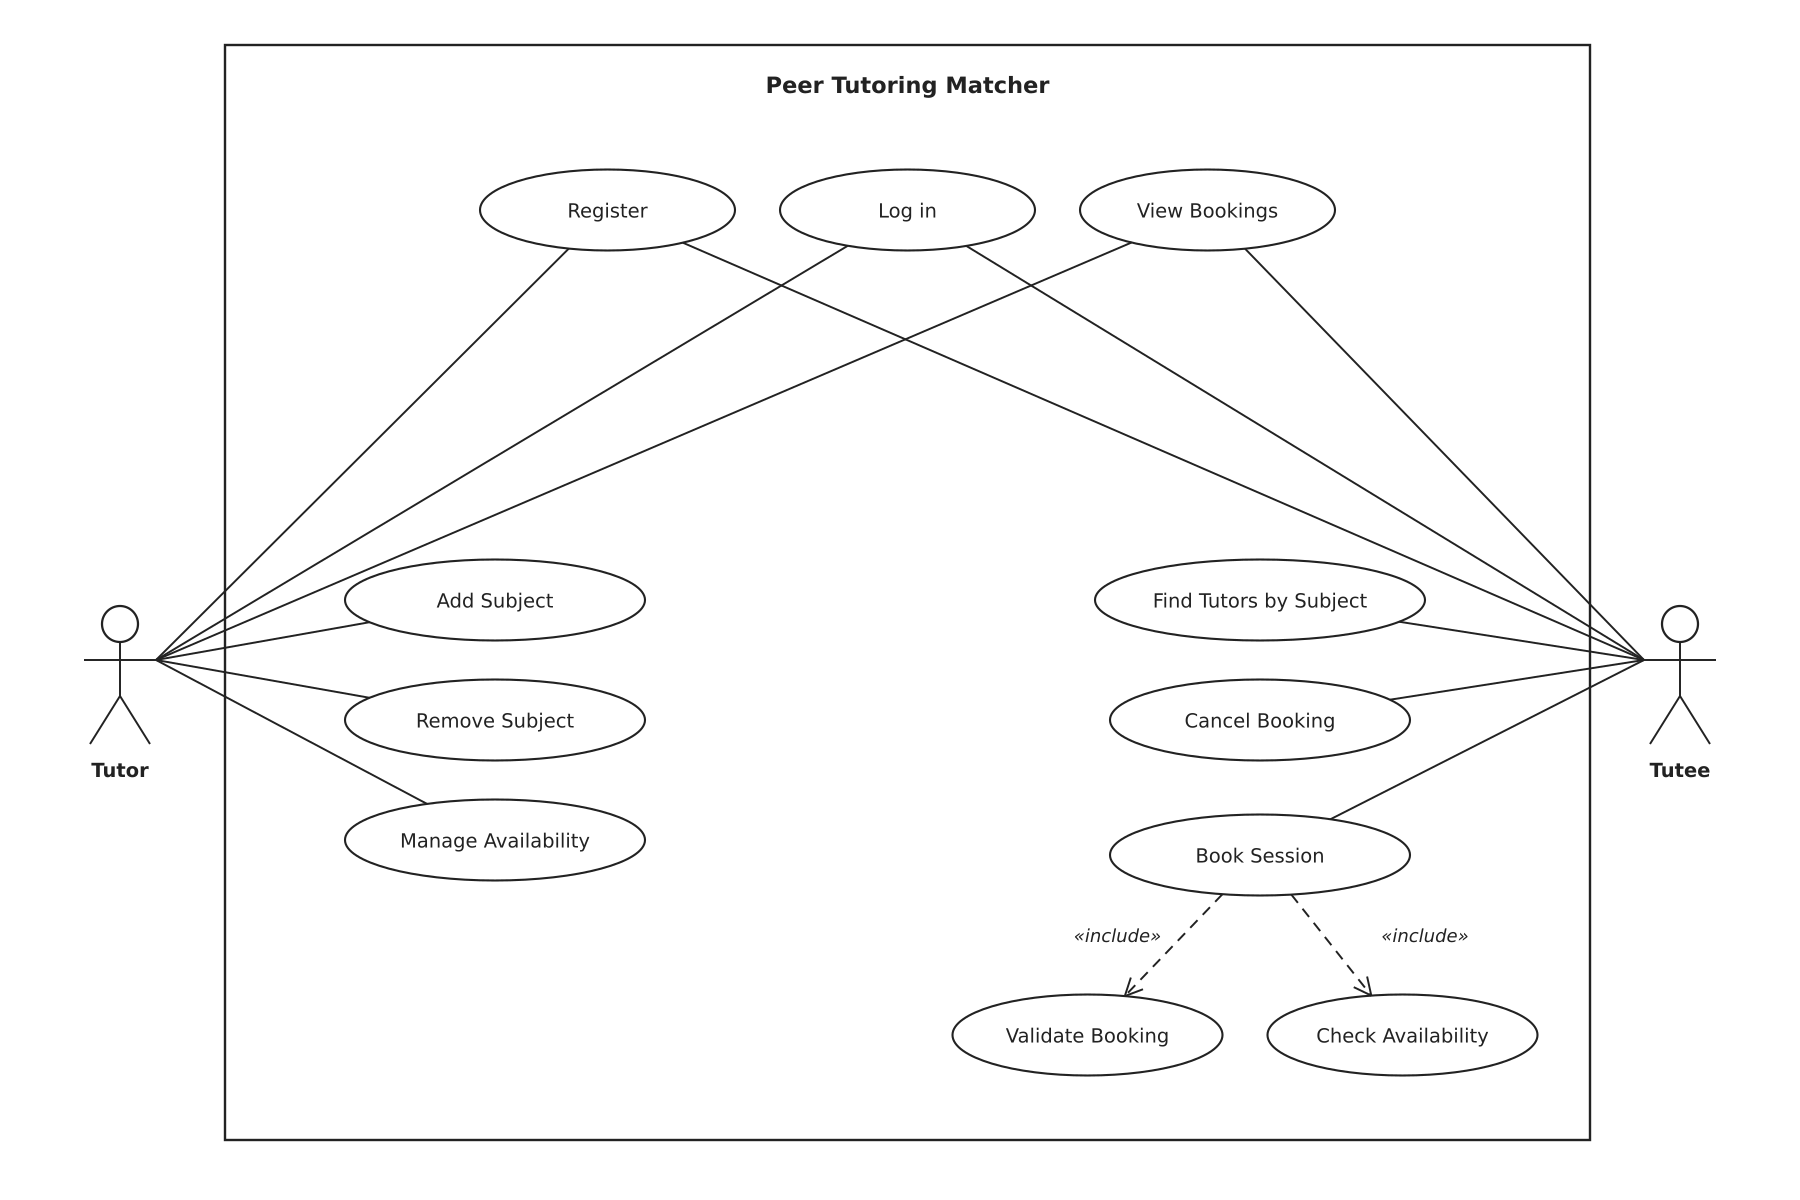 Peer Tutoring Matcher
Register
Log in
View Bookings
Add Subject
Find Tutors by Subject
Remove Subject
Cancel Booking
Tutor
Tutee
Manage Availability
Book Session
«include»
«include»
Validate Booking
Check Availability